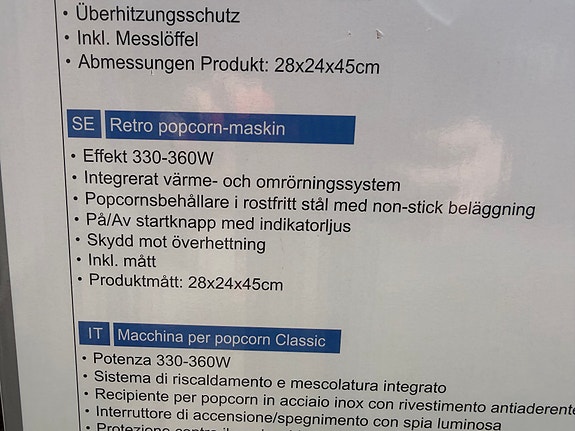 • Überhitzungsschutz
• Inkl. Messlöffel
• Abmessungen Produkt: 28x24x45cm
SE Retro popcorn-maskin
• Effekt 330-360W
• Integrerat värme- och omrörningssystem
• Popcornsbehållare i rostfritt stål med non-stick beläggning
• På/Av startknapp med indikatorljus
• Skydd mot överhettning
• Inkl. mått
• Produktmått: 28x24x45cm
IT Macchina per popcorn Classic
• Potenza 330-360W
• Sistema di riscaldamento e mescolatura integrato
• Recipiente per popcorn in acciaio inox con rivestimento antiaderente
• Interruttore di accensione/spegnimento con spia luminosa
• Protezione contro il